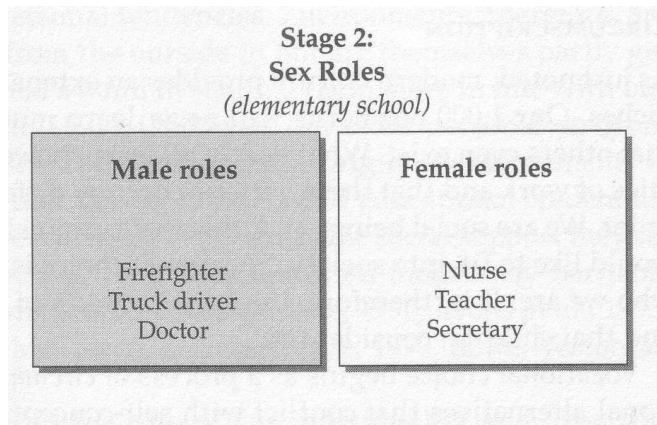 Stage 2:
Sex Roles
(elementary school)
Male roles
Firefighter
Truck driver
Doctor
Female roles
Nurse
Teacher
Secretary